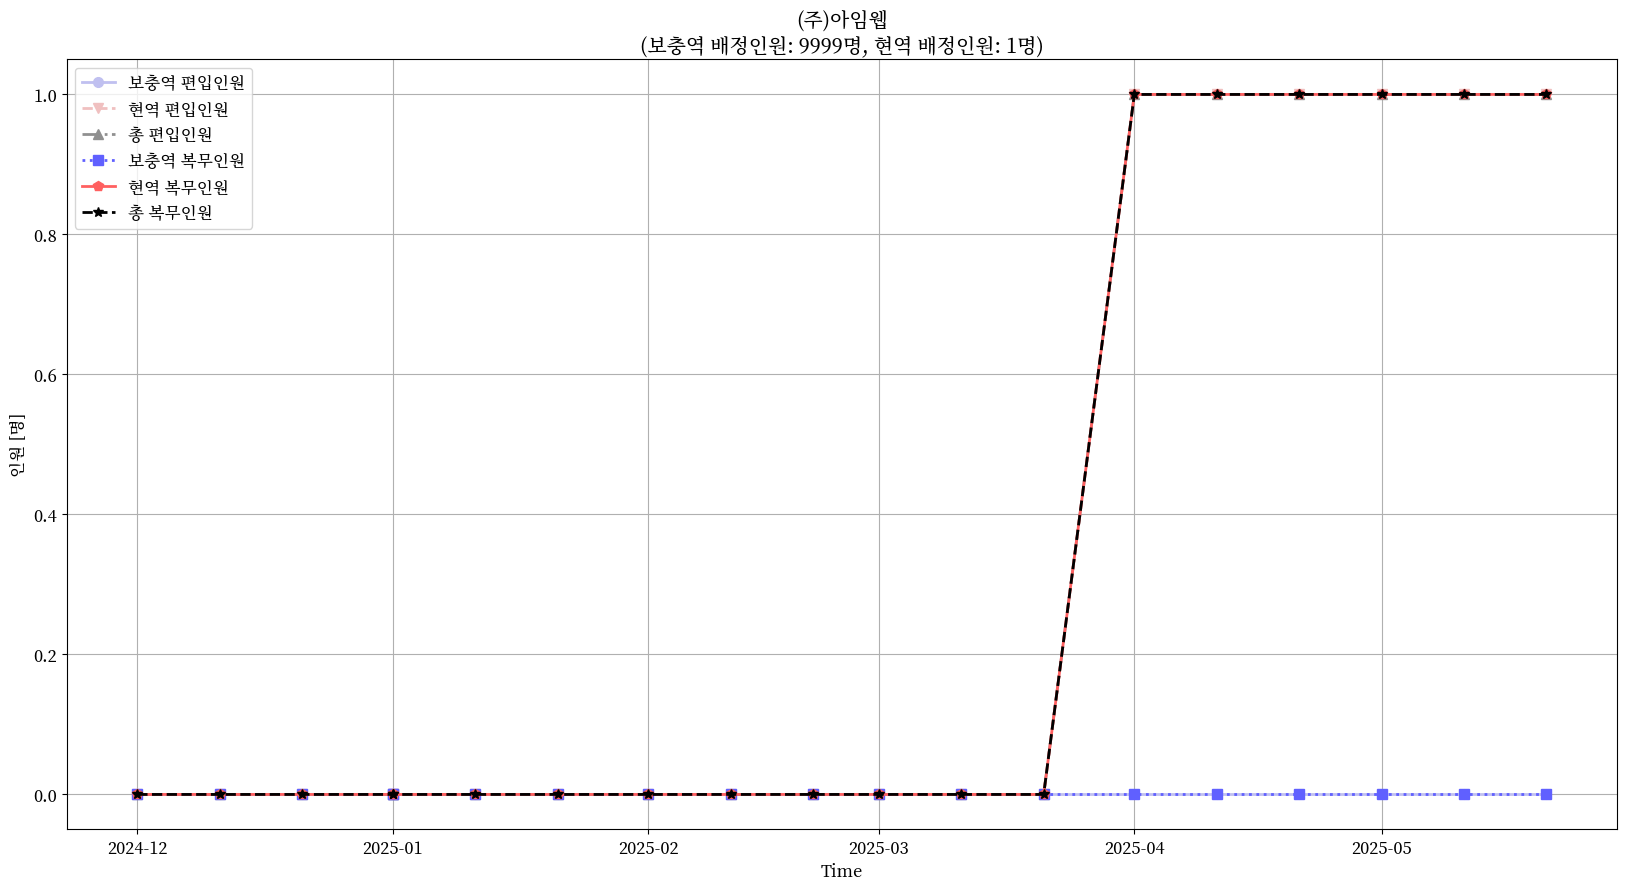 (주)아임웹
(보충역 배정인원: 9999명, 현역 배정인원: 1명)
보충역 편입인원
현역 편입인원
총 편입인원
보충역 복무인원
현역 복무인원
총 복무인원
1.0
0.8
0.6
0.4
0.2
0.0
인원 [명]
2024-12
2025-01
2025-02
2025-03
2025-04
2025-05
Time